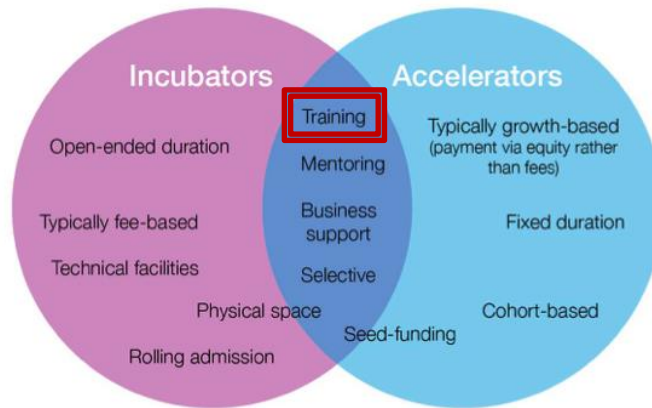 Incubators
Accelerators
Training
Typically growth-based
(payment via equity rather
than fees)
Open-ended duration
Mentoring
Business
support
Typically fee-based
Fixed duration
Technical facilities
Selective
Physical space
Cohort-based
Seed-funding
Rolling admission